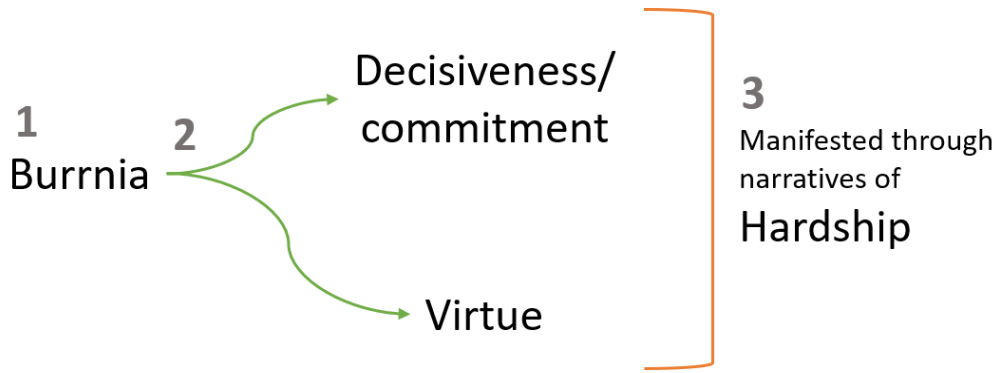 1
Burrnia
2
Decisiveness/
commitment
Virtue
3
Manifested through
narratives of
Hardship